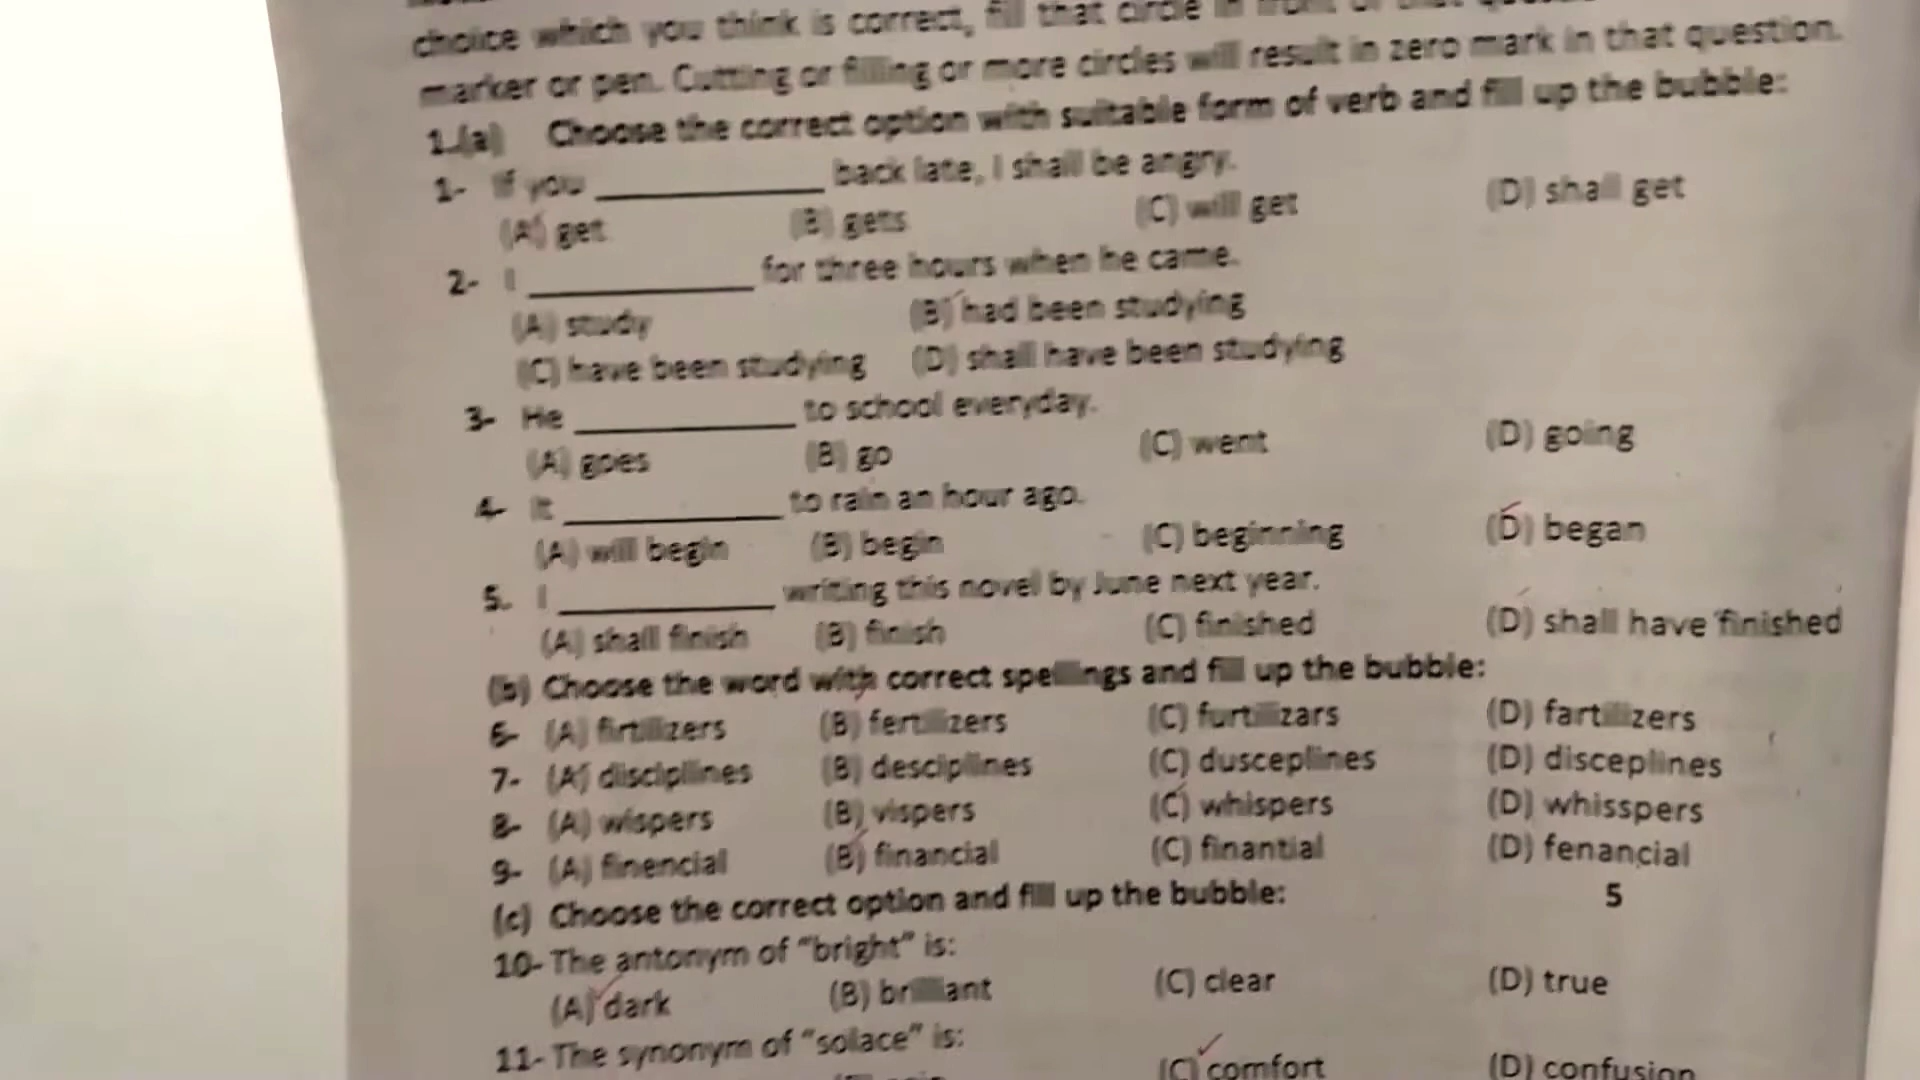 choice which you think is correct, fill that circle in front of that
marker or pen. Cutting or filling or more circles will result in zero mark in that question.
1.(a) Choose the correct option with suitable form of verb and fill up the bubble:
1- If you ____________ back late, I shall be angry.
(A) get (B) gets (C) will get (D) shall get
2- I ____________ for three hours when he came.
(A) study (B) had been studying
(C) have been studying (D) shall have been studying
3- He ____________ to school everyday.
(A) goes (B) go (C) went (D) going
4- It ____________ to rain an hour ago.
(A) will begin (B) begin (C) beginning (D) began
5. I ____________ writing this novel by June next year.
(A) shall finish (B) finish (C) finished (D) shall have finished
(b) Choose the word with correct spellings and fill up the bubble:
6- (A) firtilizers (B) fertilizers (C) furtilizars (D) fartilizers
7- (A) disciplines (B) desciplines (C) dusceplines (D) disceplines
8- (A) wispers (B) vispers (C) whispers (D) whisspers
9- (A) finencial (B) financial (C) finantial (D) fenancial
(c) Choose the correct option and fill up the bubble: 5
10- The antonym of "bright" is:
(A) dark (B) brilliant (C) clear (D) true
11- The synonym of "solace" is:
(C) comfort (D) confusion